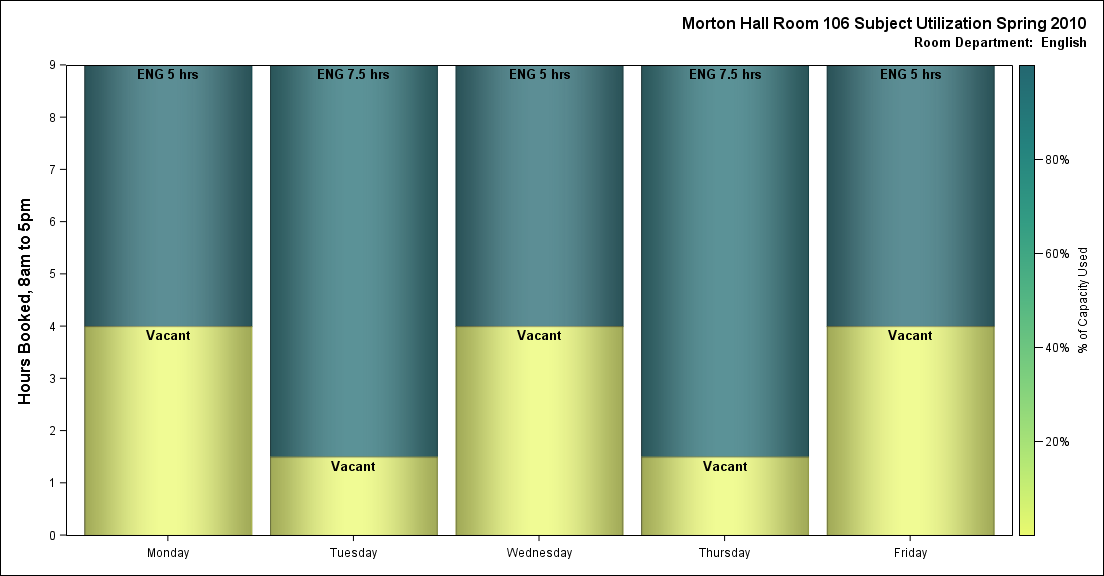 Morton Hall Room 106 Subject Utilization Spring 2010
Room Department:  English
Hours Booked, 8am to 5pm
9
8
7
6
5
4
3
2
1
0
ENG 5 hrs
ENG 7.5 hrs
ENG 5 hrs
ENG 7.5 hrs
ENG 5 hrs
Vacant
Vacant
Vacant
Vacant
Vacant
Monday
Tuesday
Wednesday
Thursday
Friday
80%
60%
40%
20%
% of Capacity Used